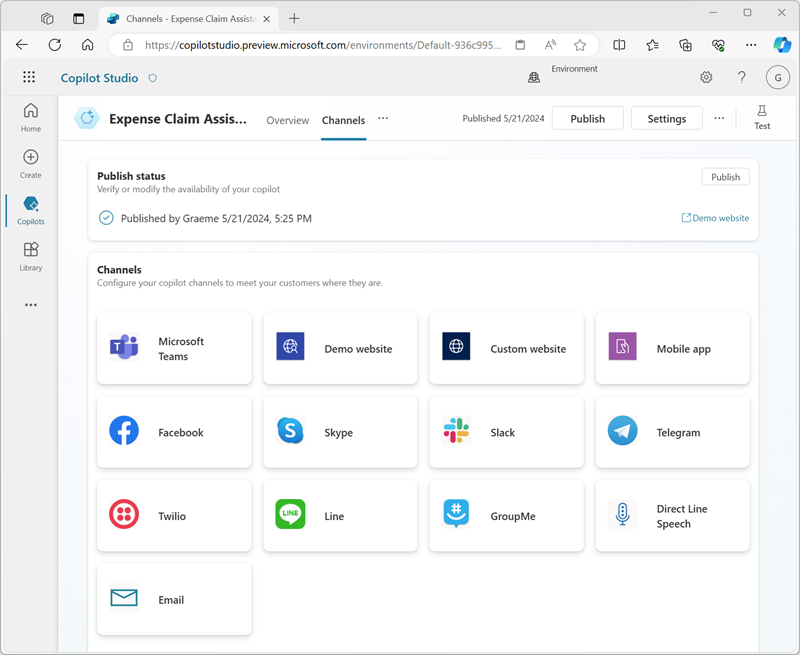 Channels - Expense Claim Assista
https://copilotstudio.preview.microsoft.com/environments/Default-936c995...
Copilot Studio
Environment
G
Home
Create
Copilots
Library
Expense Claim Assis...
Overview
Channels
Published 5/21/2024
Publish
Settings
Test
Publish status
Verify or modify the availability of your copilot
Publish
Published by Graeme 5/21/2024, 5:25 PM
Demo website
Channels
Configure your copilot channels to meet your customers where they are.
Microsoft
Teams
Demo website
Custom website
Mobile app
Facebook
Skype
Slack
Telegram
Twilio
LINE
Line
GroupMe
Direct Line
Speech
Email